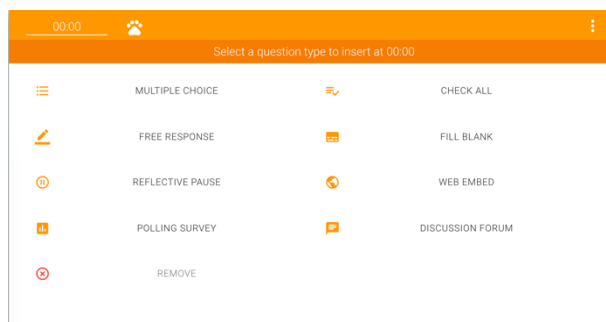 00:00
Select a question type to insert at 00:00
MULTIPLE CHOICE
CHECK ALL
FREE RESPONSE
FILL BLANK
REFLECTIVE PAUSE
WEB EMBED
POLLING SURVEY
DISCUSSION FORUM
REMOVE